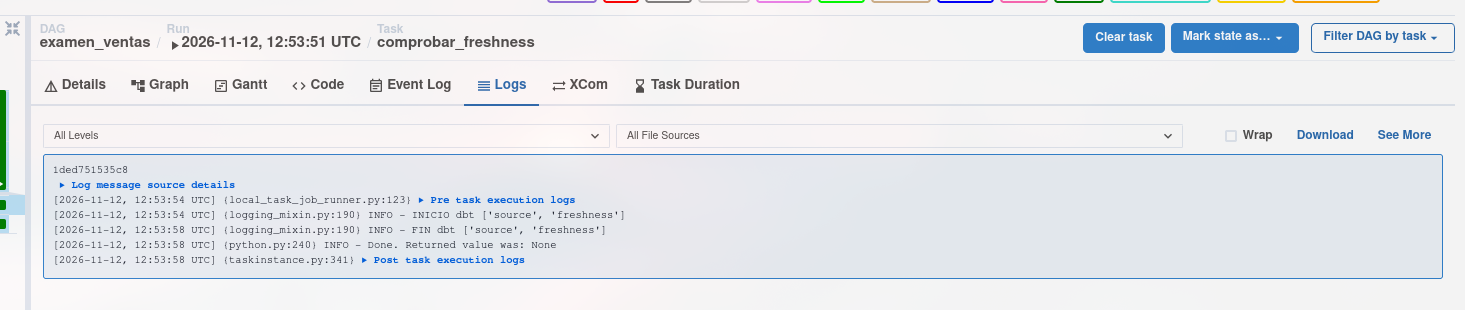 DAG
examen_ventas
/
Run
2026-11-12, 12:53:51 UTC
/
Task
comprobar_freshness
Clear task
Mark state as...
Filter DAG by task
Details
Graph
Gantt
Code
Event Log
Logs
XCom
Task Duration
All Levels
All File Sources
Wrap
Download
See More
1ded751535c8
▶ Log message source details
[2026-11-12, 12:53:54 UTC] {local_task_job_runner.py:123} ▶ Pre task execution logs
[2026-11-12, 12:53:54 UTC] {logging_mixin.py:190} INFO - INICIO dbt ['source', 'freshness']
[2026-11-12, 12:53:58 UTC] {logging_mixin.py:190} INFO - FIN dbt ['source', 'freshness']
[2026-11-12, 12:53:58 UTC] {python.py:240} INFO - Done. Returned value was: None
[2026-11-12, 12:53:58 UTC] {taskinstance.py:341} ▶ Post task execution logs